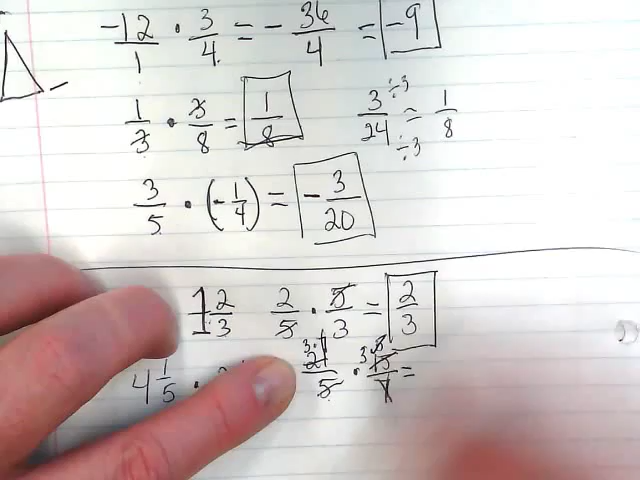 -12/1 · 3/4 = - 36/4 = -9
1/3 · 3/8 = 1/8 3÷3/24÷3 = 1/8
3/5 · (-1/4) = - 3/20
1 2/3 2/5 · 5/3 = 2/3
4 1/5 · 21/5 · 15/ =